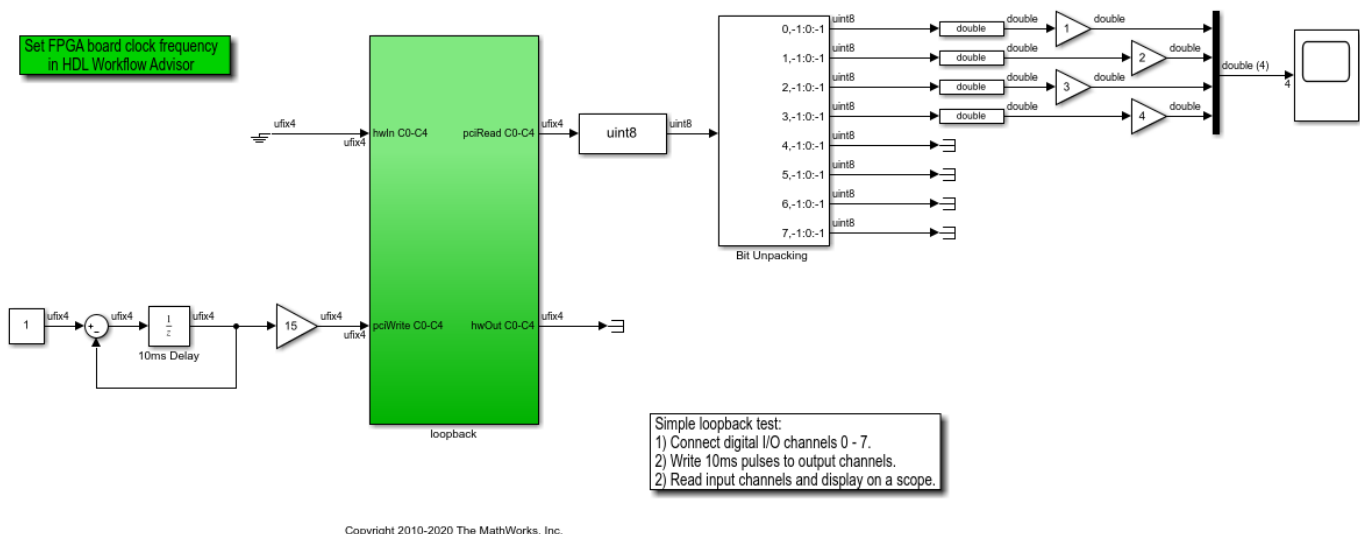 Set FPGA board clock frequency
in HDL Workflow Advisor
ufix4
ufix4
hwIn C0-C4
pciRead C0-C4
ufix4
uint8
uint8
0,-1:0:-1
uint8
double
double
1
double
1,-1:0:-1
uint8
double
double
2
double
2,-1:0:-1
uint8
double
double
3
double
3,-1:0:-1
uint8
double
double
4
double
4,-1:0:-1
uint8
5,-1:0:-1
uint8
6,-1:0:-1
uint8
7,-1:0:-1
uint8
Bit Unpacking
double (4)
4
1
ufix4
+
-
ufix4
1
z
ufix4
10ms Delay
15
ufix4
ufix4
pciWrite C0-C4
hwOut C0-C4
ufix4
loopback
Simple loopback test:
1) Connect digital I/O channels 0 - 7.
2) Write 10ms pulses to output channels.
2) Read input channels and display on a scope.
Copyright 2010-2020 The MathWorks, Inc.